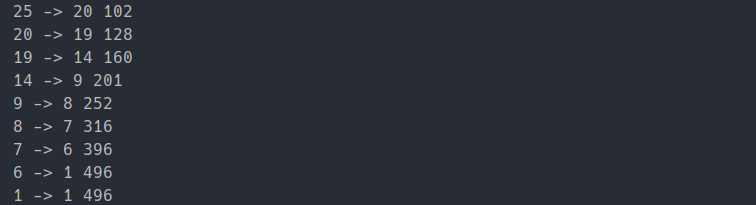 25 -> 20 102
20 -> 19 128
19 -> 14 160
14 -> 9 201
9 -> 8 252
8 -> 7 316
7 -> 6 396
6 -> 1 496
1 -> 1 496